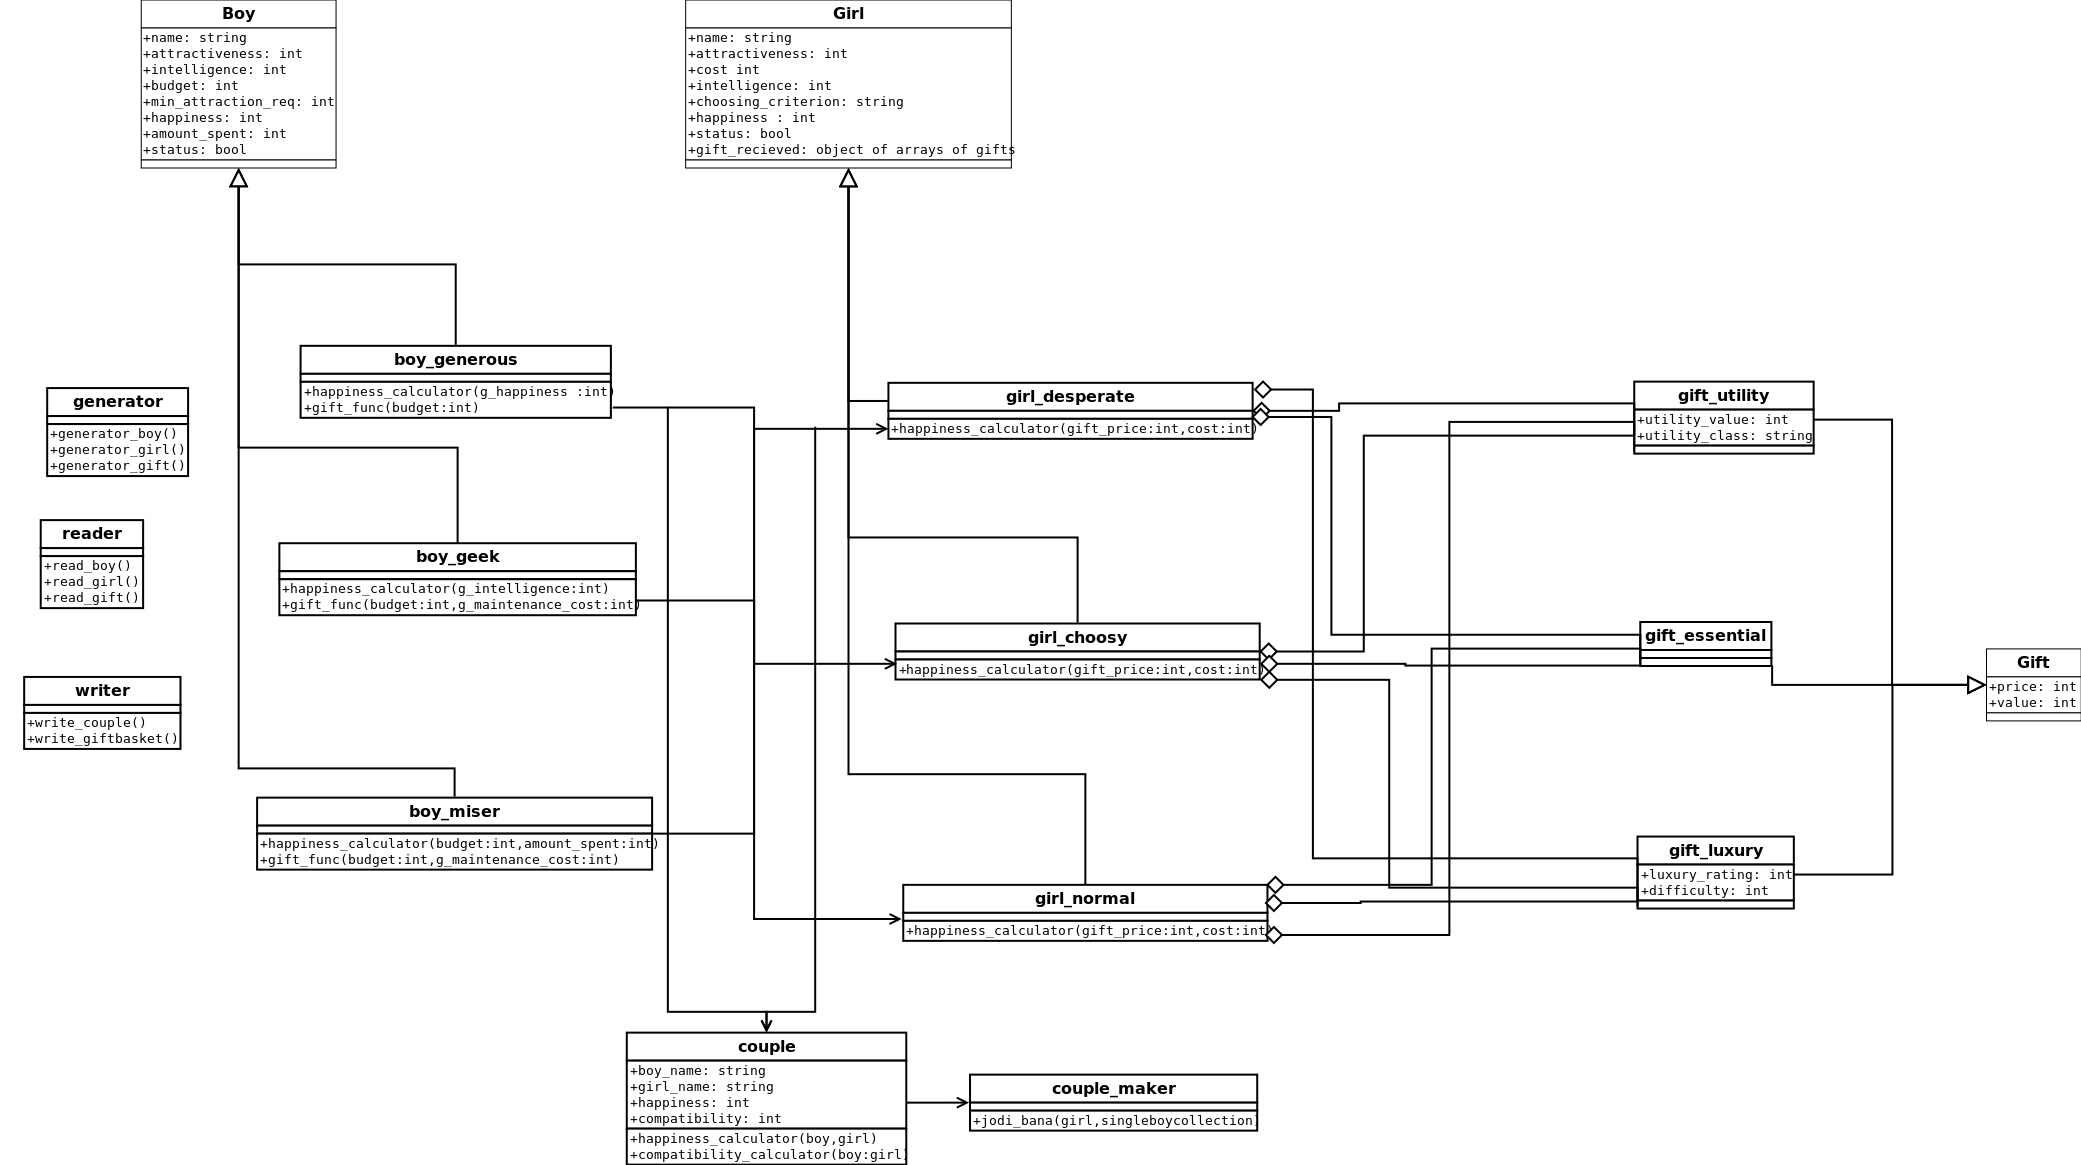 Boy
+name: string
+attractiveness: int
+intelligence: int
+budget: int
+min_attraction_req: int
+happiness: int
+amount_spent: int
+status: bool
Girl
+name: string
+attractiveness: int
+cost int
+intelligence: int
+choosing_criterion: string
+happiness : int
+status: bool
+gift_recieved: object of arrays of gifts
boy_generous
+happiness_calculator(g_happiness :int)
+gift_func(budget:int)
generator
+generator_boy()
+generator_girl()
+generator_gift()
girl_desperate
+happiness_calculator(gift_price:int,cost:int)
gift_utility
+utility_value: int
+utility_class: string
reader
+read_boy()
+read_girl()
+read_gift()
boy_geek
+happiness_calculator(g_intelligence:int)
+gift_func(budget:int,g_maintenance_cost:int)
girl_choosy
+happiness_calculator(gift_price:int,cost:int)
gift_essential
Gift
+price: int
+value: int
writer
+write_couple()
+write_giftbasket()
boy_miser
+happiness_calculator(budget:int,amount_spent:int)
+gift_func(budget:int,g_maintenance_cost:int)
girl_normal
+happiness_calculator(gift_price:int,cost:int)
gift_luxury
+luxury_rating: int
+difficulty: int
couple
+boy_name: string
+girl_name: string
+happiness: int
+compatibility: int
+happiness_calculator(boy,girl)
+compatibility_calculator(boy:girl)
couple_maker
+jodi_bana(girl,singleboycollection)